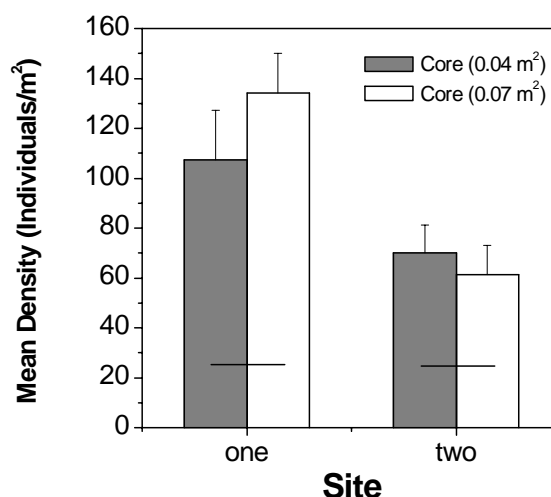 160
140
120
100
80
60
40
20
0
Mean Density (Individuals/m²)
Core (0.04 m²)
Core (0.07 m²)
one
two
Site